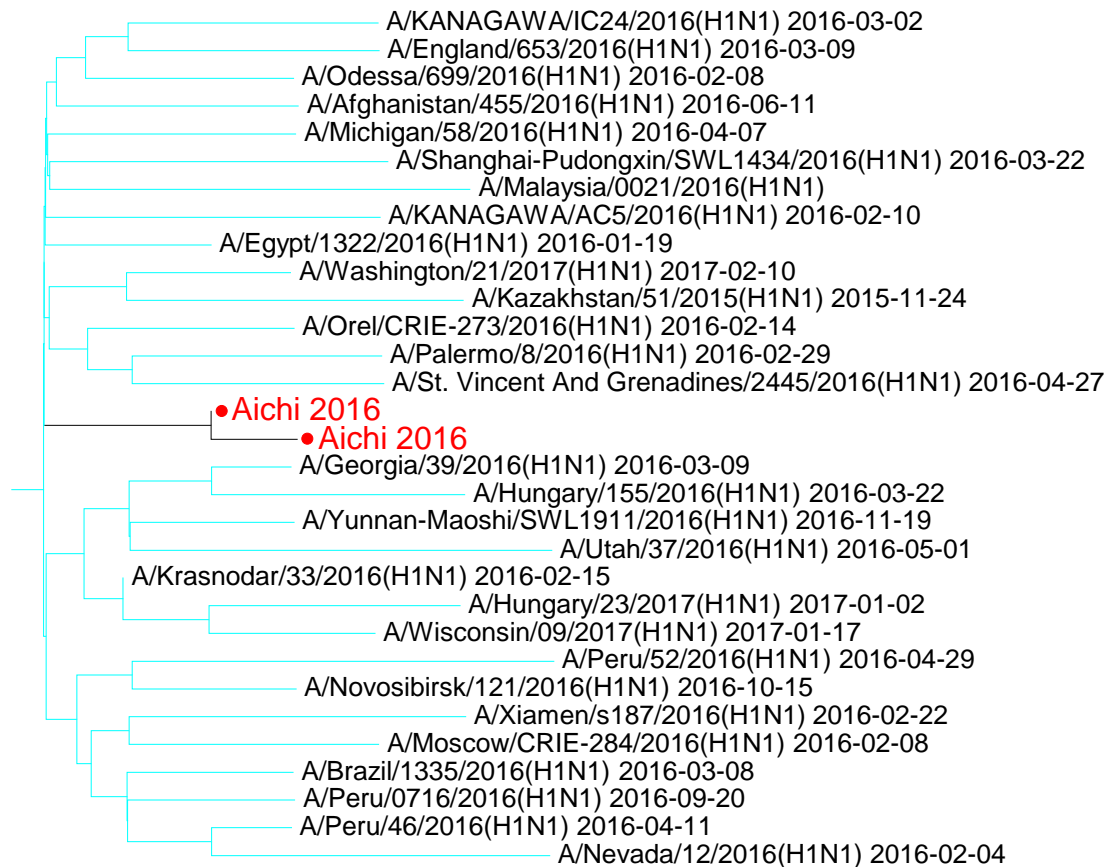 A/KANAGAWA/IC24/2016(H1N1) 2016-03-02
A/England/653/2016(H1N1) 2016-03-09
A/Odessa/699/2016(H1N1) 2016-02-08
A/Afghanistan/455/2016(H1N1) 2016-06-11
A/Michigan/58/2016(H1N1) 2016-04-07
A/Shanghai-Pudongxin/SWL1434/2016(H1N1) 2016-03-22
A/Malaysia/0021/2016(H1N1)
A/KANAGAWA/AC5/2016(H1N1) 2016-02-10
A/Egypt/1322/2016(H1N1) 2016-01-19
A/Washington/21/2017(H1N1) 2017-02-10
A/Kazakhstan/51/2015(H1N1) 2015-11-24
A/Orel/CRIE-273/2016(H1N1) 2016-02-14
A/Palermo/8/2016(H1N1) 2016-02-29
A/St. Vincent And Grenadines/2445/2016(H1N1) 2016-04-27
Aichi 2016
Aichi 2016
A/Georgia/39/2016(H1N1) 2016-03-09
A/Hungary/155/2016(H1N1) 2016-03-22
A/Yunnan-Maoshi/SWL1911/2016(H1N1) 2016-11-19
A/Utah/37/2016(H1N1) 2016-05-01
A/Krasnodar/33/2016(H1N1) 2016-02-15
A/Hungary/23/2017(H1N1) 2017-01-02
A/Wisconsin/09/2017(H1N1) 2017-01-17
A/Peru/52/2016(H1N1) 2016-04-29
A/Novosibirsk/121/2016(H1N1) 2016-10-15
A/Xiamen/s187/2016(H1N1) 2016-02-22
A/Moscow/CRIE-284/2016(H1N1) 2016-02-08
A/Brazil/1335/2016(H1N1) 2016-03-08
A/Peru/0716/2016(H1N1) 2016-09-20
A/Peru/46/2016(H1N1) 2016-04-11
A/Nevada/12/2016(H1N1) 2016-02-04